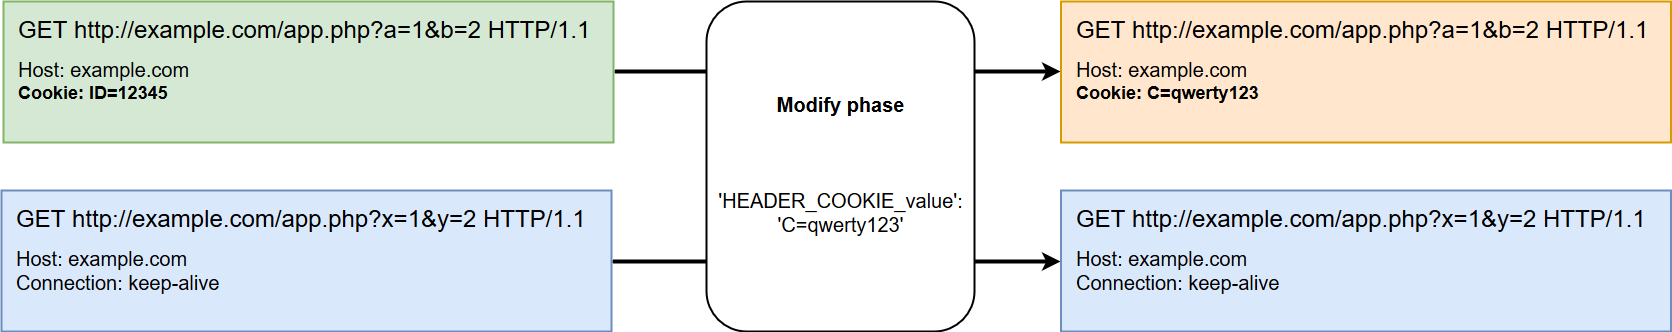 GET http://example.com/app.php?a=1&b=2 HTTP/1.1
Host: example.com
Cookie: ID=12345
GET http://example.com/app.php?x=1&y=2 HTTP/1.1
Host: example.com
Connection: keep-alive
Modify phase
'HEADER_COOKIE_value':
'C=qwerty123'
GET http://example.com/app.php?a=1&b=2 HTTP/1.1
Host: example.com
Cookie: C=qwerty123
GET http://example.com/app.php?x=1&y=2 HTTP/1.1
Host: example.com
Connection: keep-alive